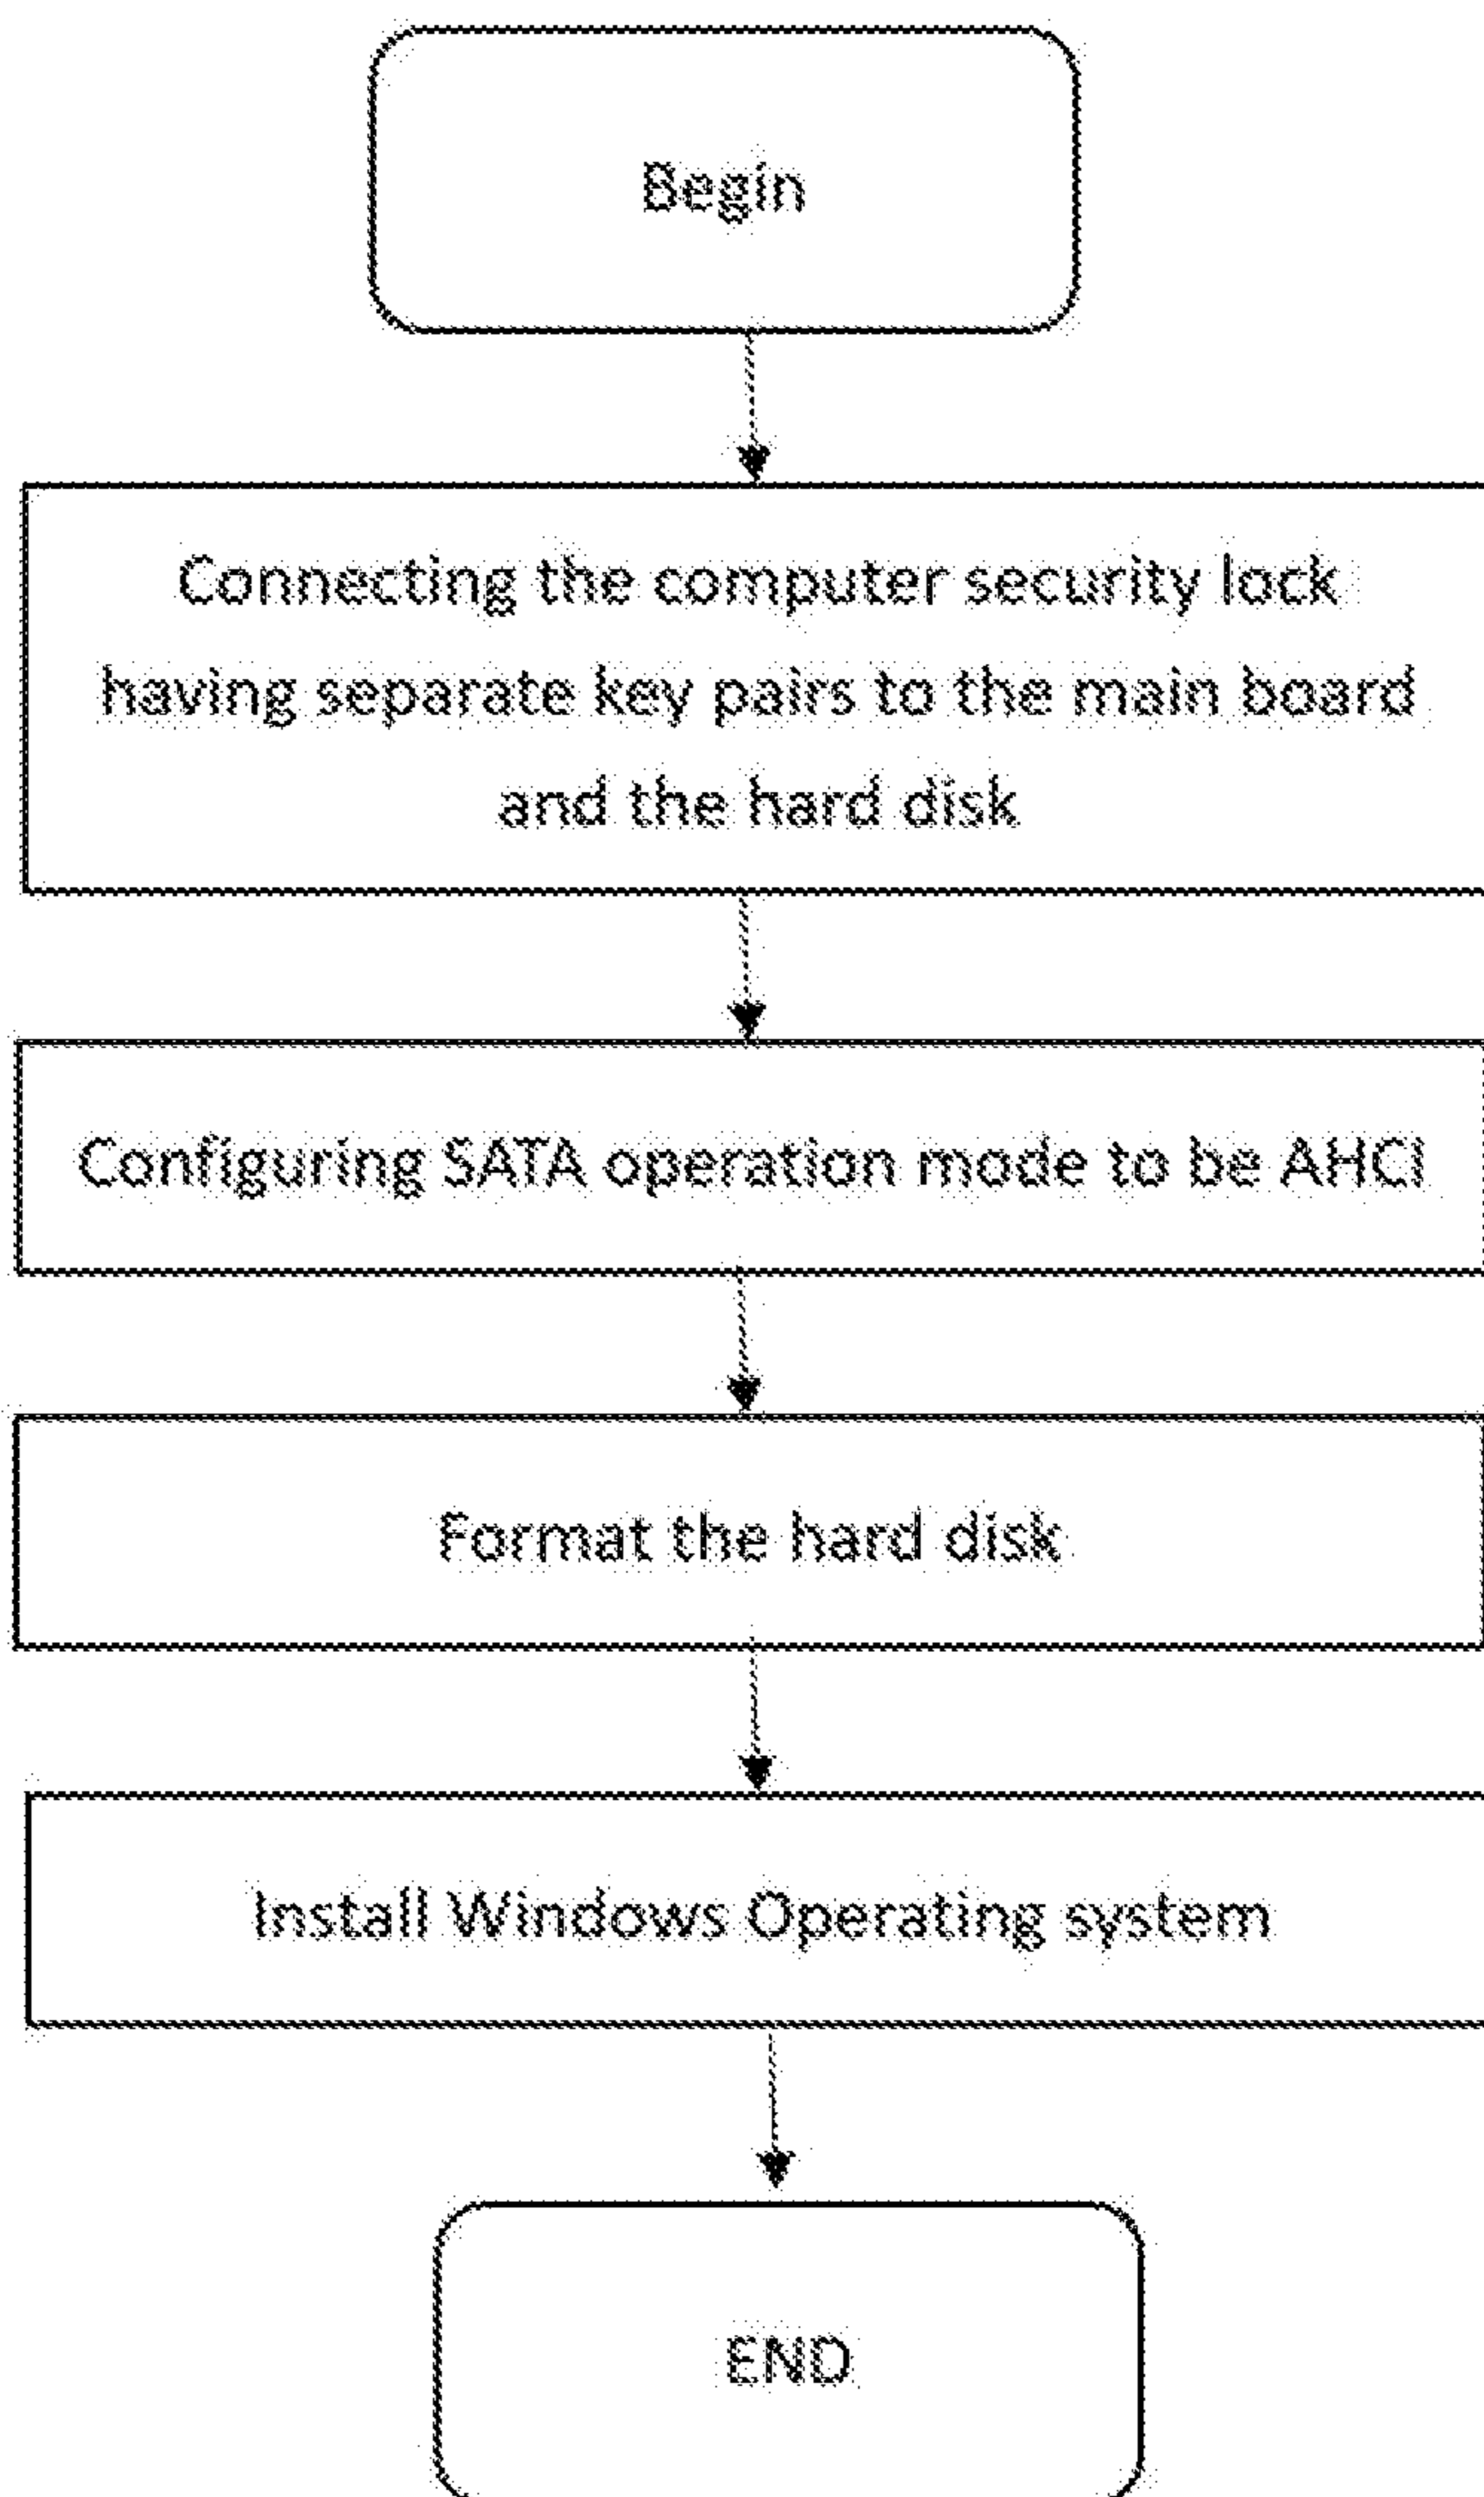 Begin
Connecting the computer security lock
having separate key pairs to the main board
and the hard disk
Configuring SATA operation mode to be AHCI
Format the hard disk
Install Windows Operating system
END